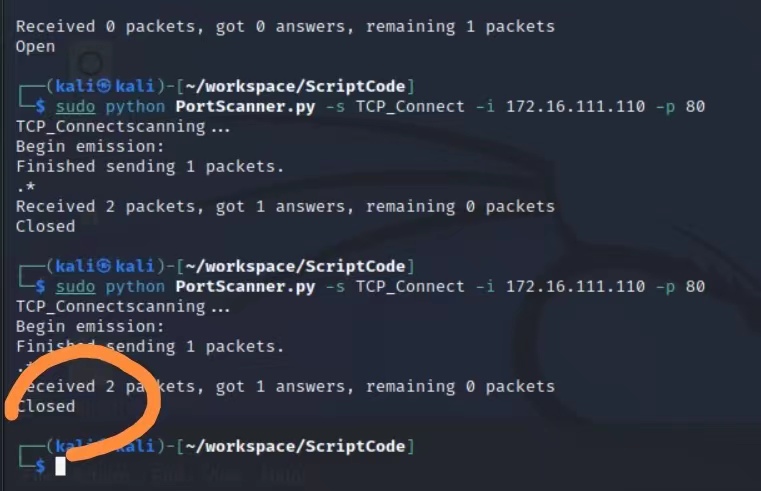 Received 0 packets, got 0 answers, remaining 1 packets
Open
┌──(kali㉿kali)-[~/workspace/ScriptCode]
└─$ sudo python PortScanner.py -s TCP_Connect -i 172.16.111.110 -p 80
TCP_Connectscanning...
Begin emission:
Finished sending 1 packets.
.*
Received 2 packets, got 1 answers, remaining 0 packets
Closed
┌──(kali㉿kali)-[~/workspace/ScriptCode]
└─$ sudo python PortScanner.py -s TCP_Connect -i 172.16.111.110 -p 80
TCP_Connectscanning...
Begin emission:
Finished sending 1 packets.
.*
Received 2 packets, got 1 answers, remaining 0 packets
Closed
┌──(kali㉿kali)-[~/workspace/ScriptCode]
└─$